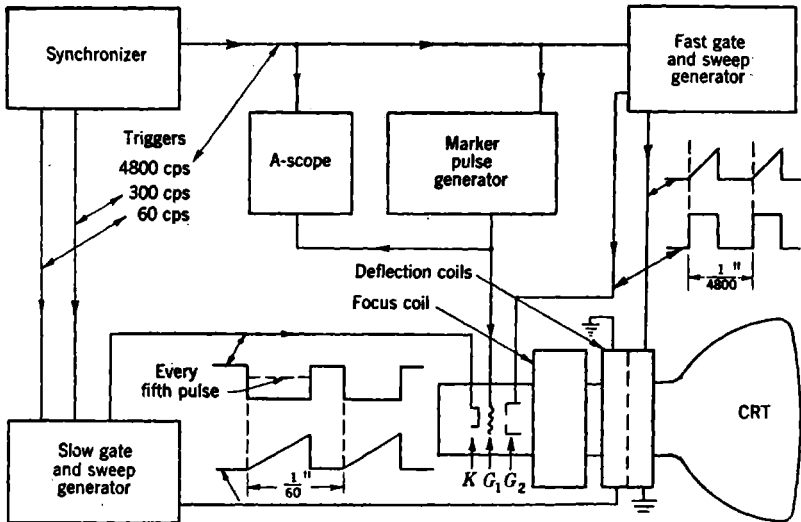 Synchronizer
Fast gate
and sweep
generator
Triggers
4800 cps
300 cps
60 cps
A-scope
Marker
pulse
generator
Deflection coils
Focus coil
1"
4800
Every
fifth pulse
1"
60
Slow gate
and sweep
generator
K G1 G2
CRT